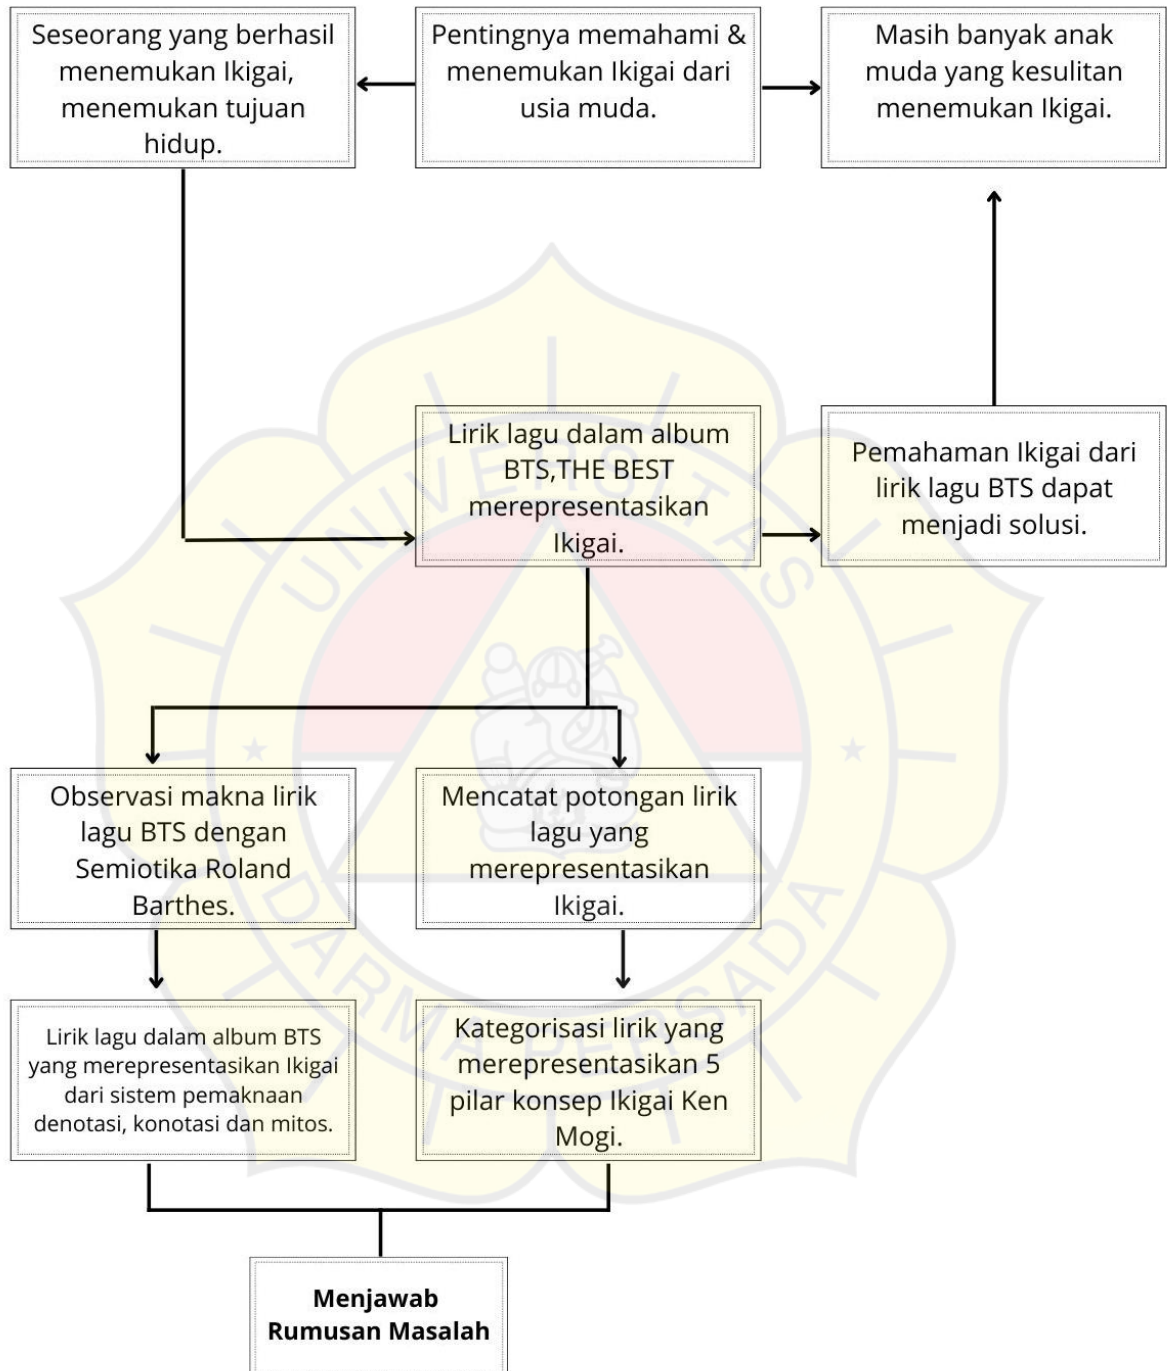 Seseorang yang berhasil
menemukan Ikigai,
menemukan tujuan
hidup.
Pentingnya memahami &
menemukan Ikigai dari
usia muda.
Masih banyak anak
muda yang kesulitan
menemukan Ikigai.
Lirik lagu dalam album
BTS,THE BEST
merepresentasikan
Ikigai.
Pemahaman Ikigai dari
lirik lagu BTS dapat
menjadi solusi.
UNIVERSITAS
Observasi makna lirik
lagu BTS dengan
Semiotika Roland
Barthes.
Mencatat potongan lirik
lagu yang
merepresentasikan
Ikigai.
DARMA PERSADA
Lirik lagu dalam album BTS
yang merepresentasikan Ikigai
dari sistem pemaknaan
denotasi, konotasi dan mitos.
Kategorisasi lirik yang
merepresentasikan 5
pilar konsep Ikigai Ken
Mogi.
Menjawab
Rumusan Masalah